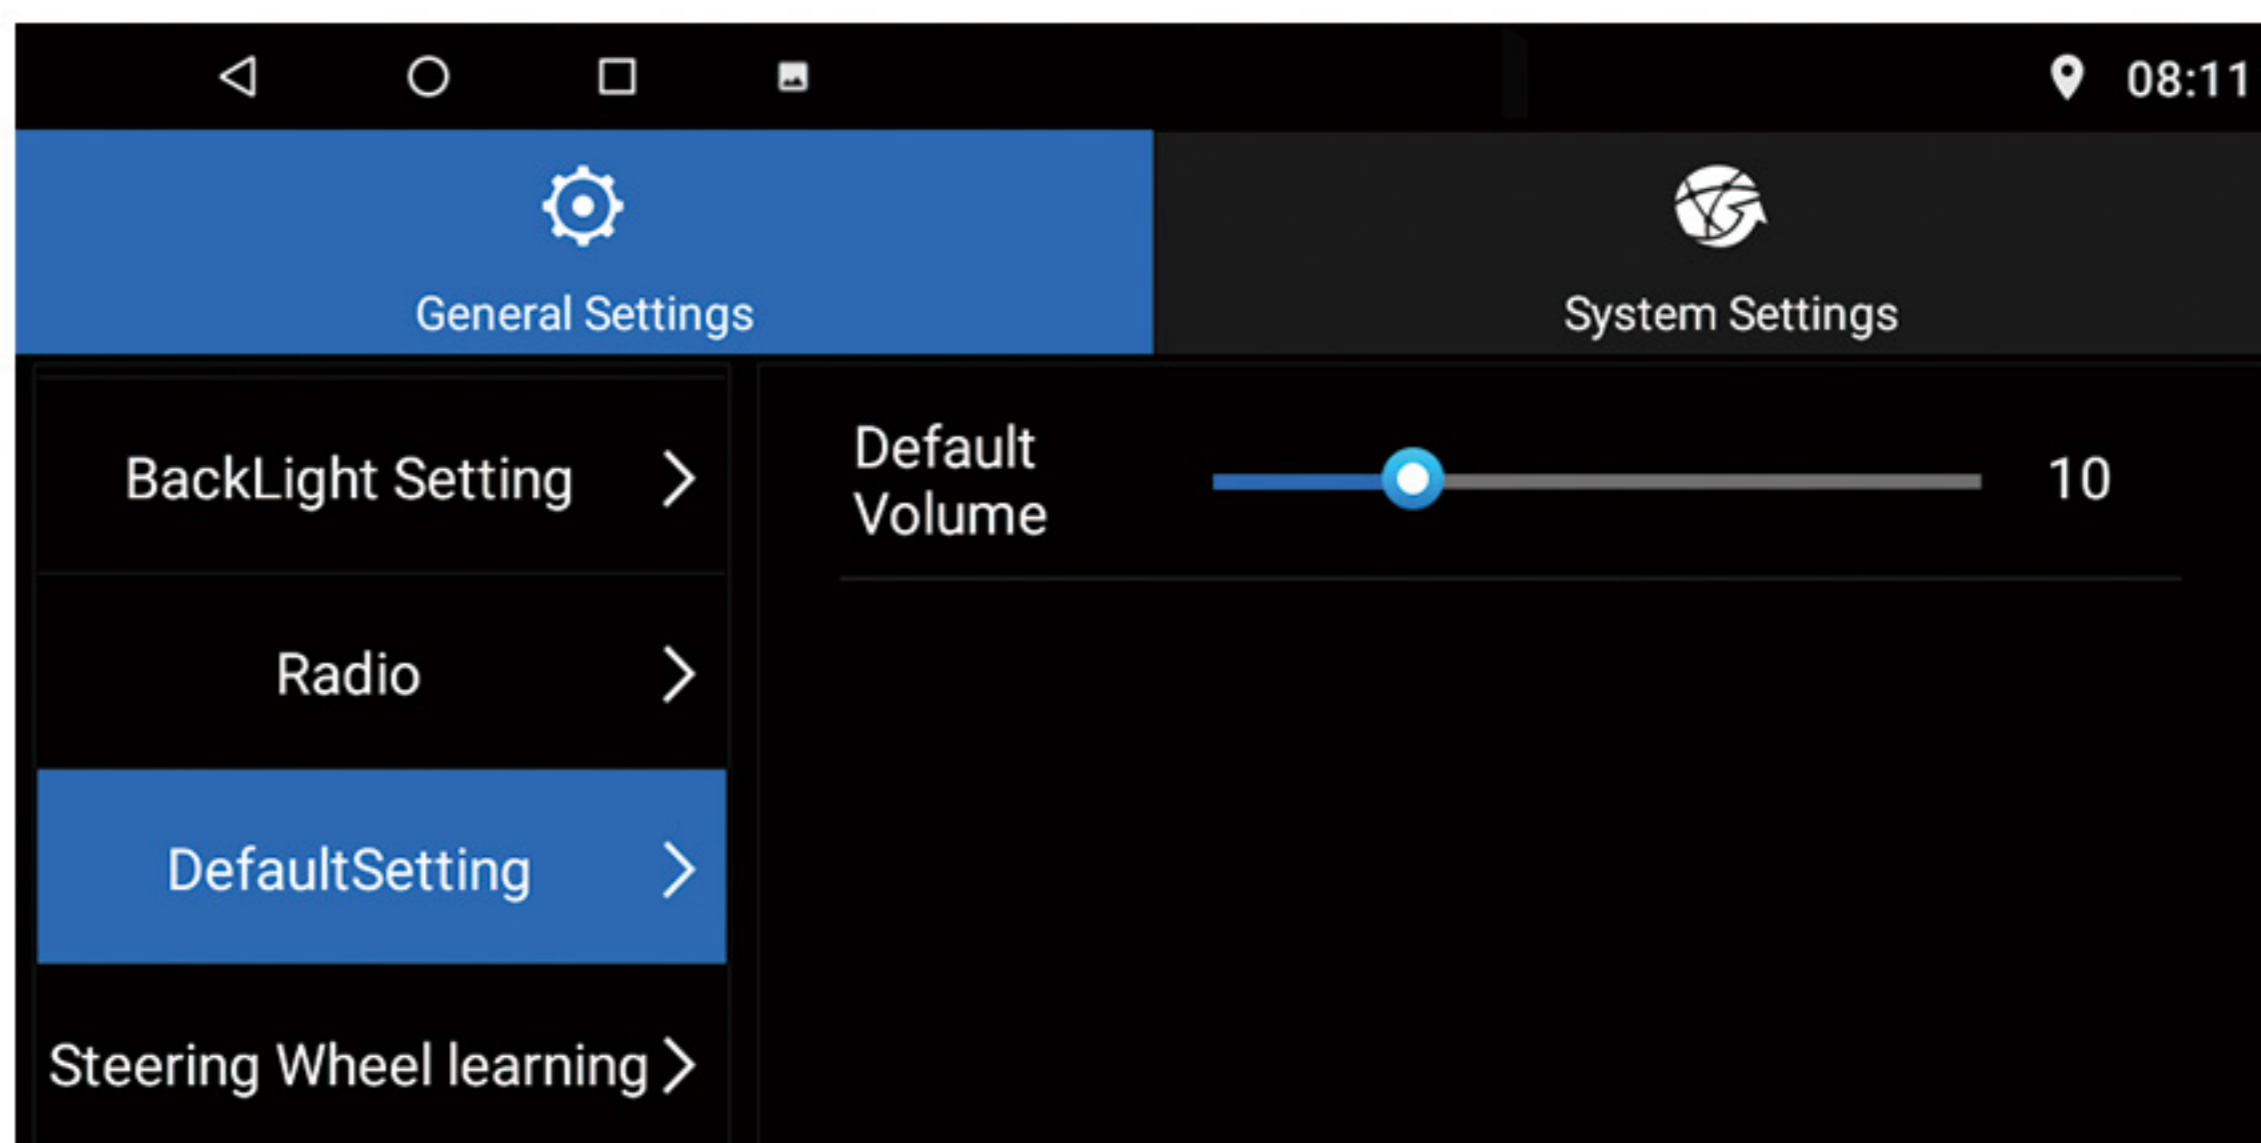 08:11
General Settings
System Settings
BackLight Setting
Radio
DefaultSetting
Steering Wheel learning
Default
Volume
10